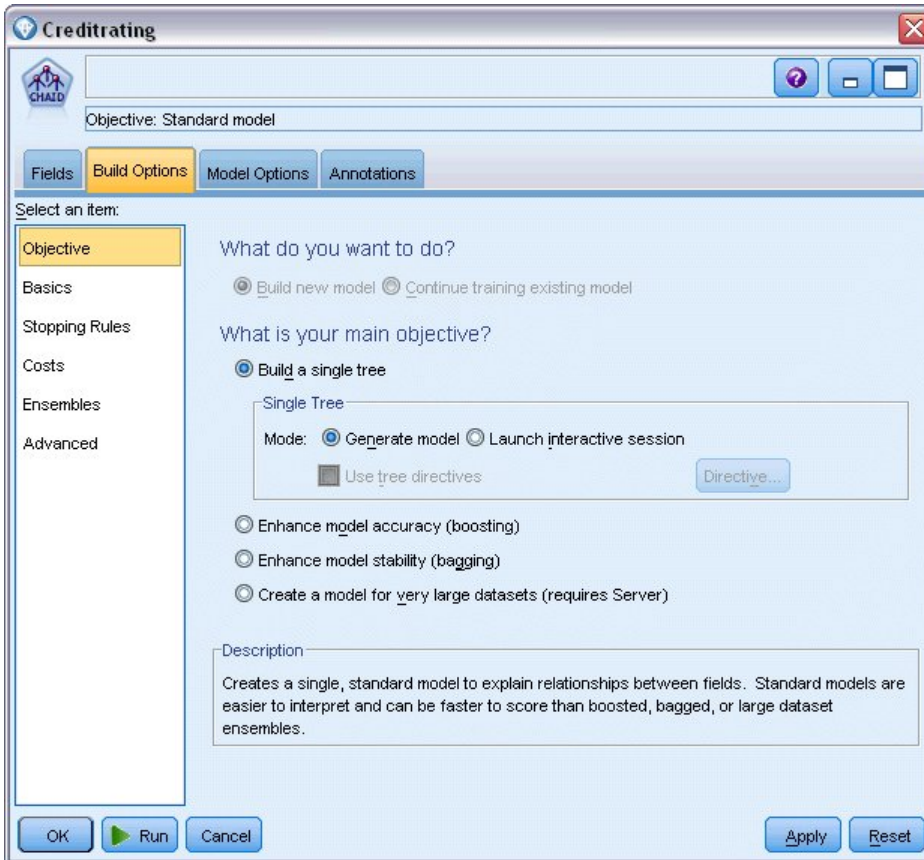 Creditrating
CHAID
Objective: Standard model
Fields Build Options Model Options Annotations
Select an item:
Objective
Basics
Stopping Rules
Costs
Ensembles
Advanced
What do you want to do?
Build new model Continue training existing model
What is your main objective?
Build a single tree
Single Tree
Mode: Generate model Launch interactive session
Use tree directives Directive...
Enhance model accuracy (boosting)
Enhance model stability (bagging)
Create a model for very large datasets (requires Server)
Description
Creates a single, standard model to explain relationships between fields. Standard models are
easier to interpret and can be faster to score than boosted, bagged, or large dataset
ensembles.
OK Run Cancel Apply Reset